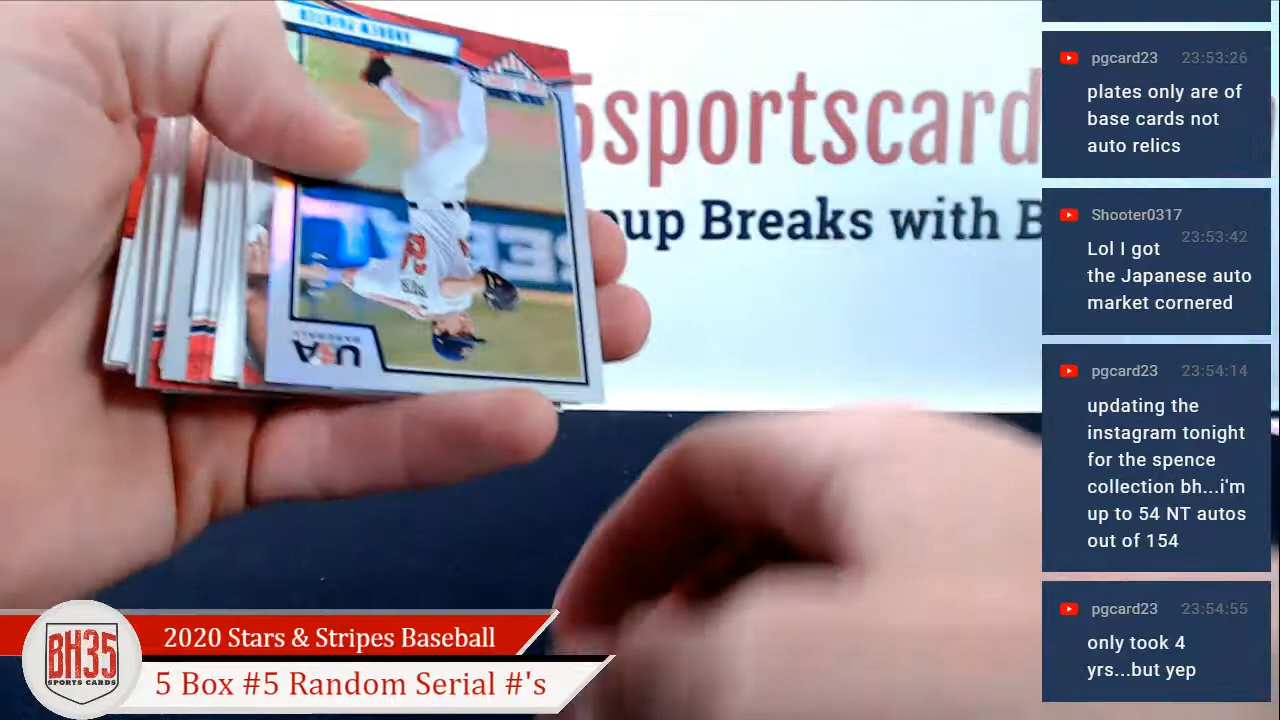 5sportscard
oup Breaks with B
USA
BASEBALL
pgcard23 23:53:26
plates only are of
base cards not
auto relics
Shooter0317
23:53:42
Lol I got
the Japanese auto
market cornered
pgcard23 23:54:14
updating the
instagram tonight
for the spence
collection bh...i'm
up to 54 NT autos
out of 154
pgcard23 23:54:55
only took 4
yrs...but yep
BH35
SPORTS CARDS
2020 Stars & Stripes Baseball
5 Box #5 Random Serial #'s